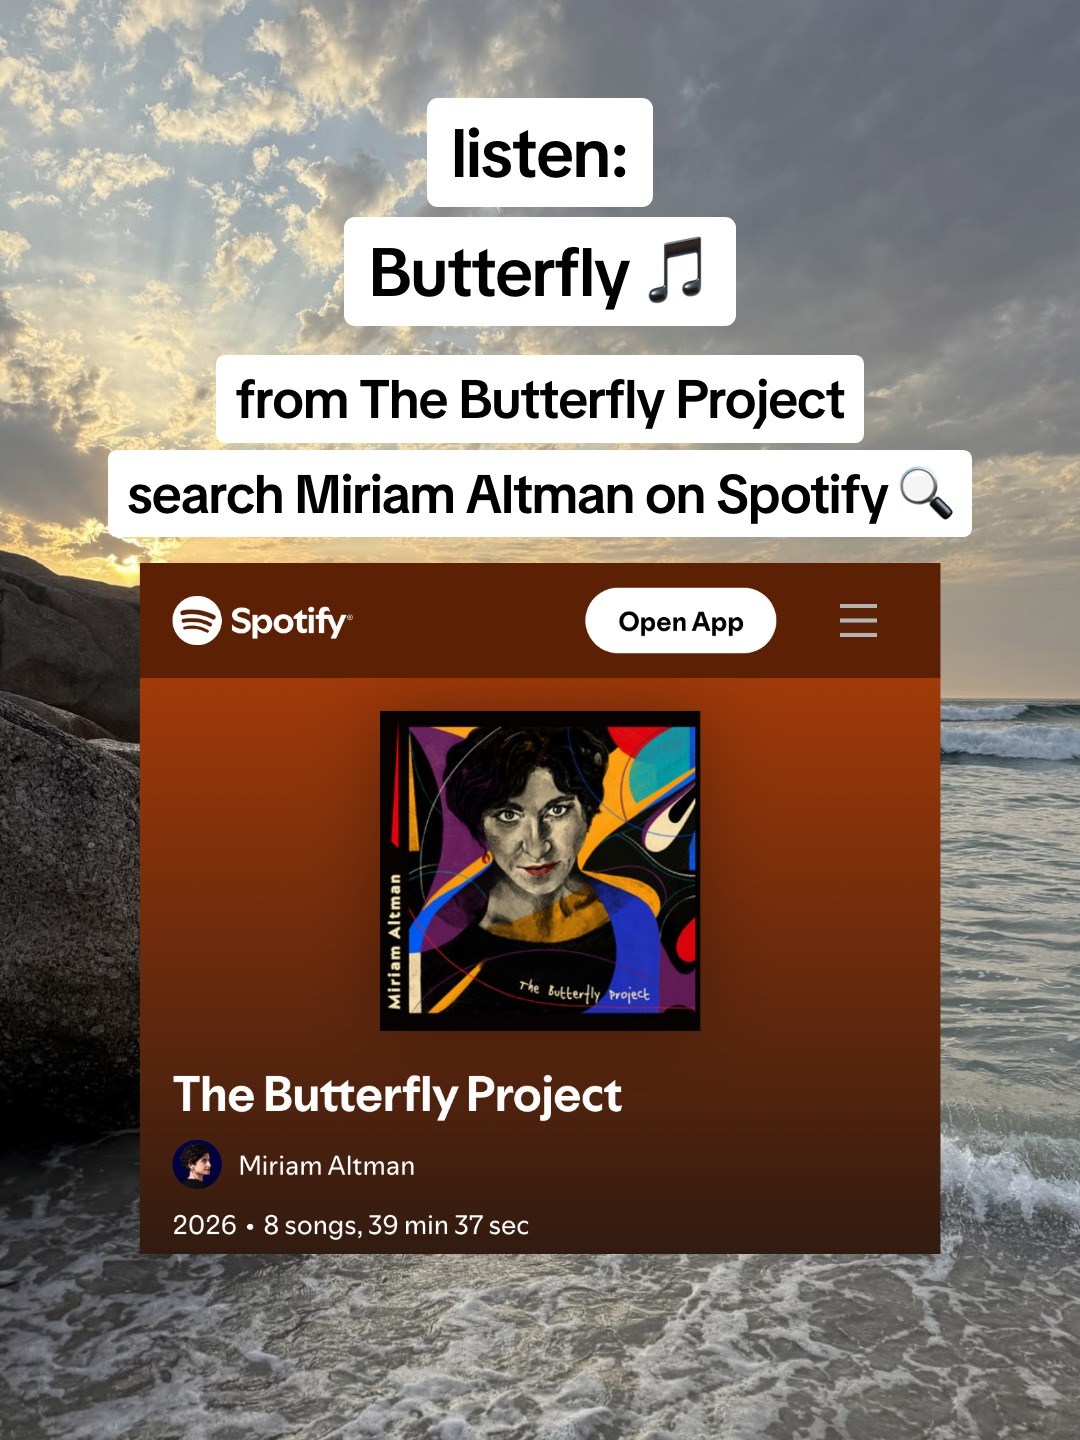 listen:
Butterfly 🎵
from The Butterfly Project
search Miriam Altman on Spotify 🔍
Spotify®
Open App
Miriam Altman
The Butterfly Project
The Butterfly Project
Miriam Altman
2026 • 8 songs, 39 min 37 sec